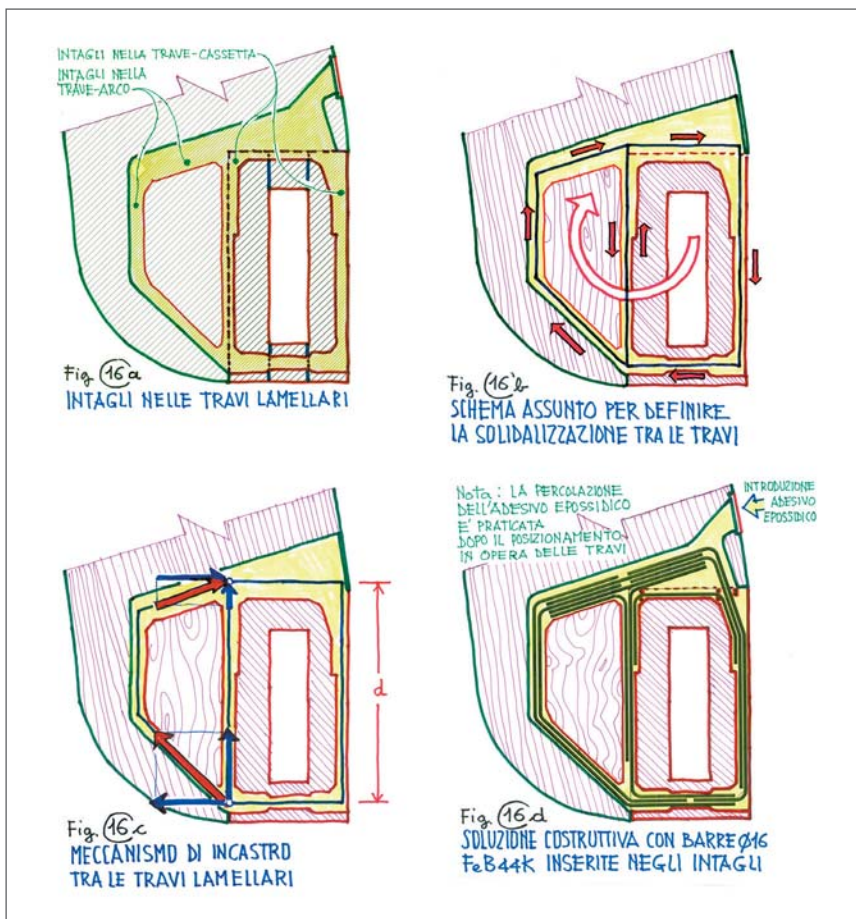 INTAGLI NELLA TRAVE-CASSETTA
INTAGLI NELLA
TRAVE-ARCO
Fig. 16a
INTAGLI NELLE TRAVI LAMELLARI
Fig. 16'b
SCHEMA ASSUNTO PER DEFINIRE
LA SOLIDALIZZAZIONE TRA LE TRAVI
d
Fig. 16c
MECCANISMO DI INCASTRO
TRA LE TRAVI LAMELLARI
Nota: LA PERCOLAZIONE
DELL'ADESIVO EPOSSIDICO
E' PRATICATA
DOPO IL POSIZIONAMENTO
IN OPERA DELLE TRAVI
INTRODUZIONE
ADESIVO
EPOSSIDICO
Fig. 16d
SOLUZIONE COSTRUTTIVA CON BARRE Ø16
FeB44K INSERITE NEGLI INTAGLI